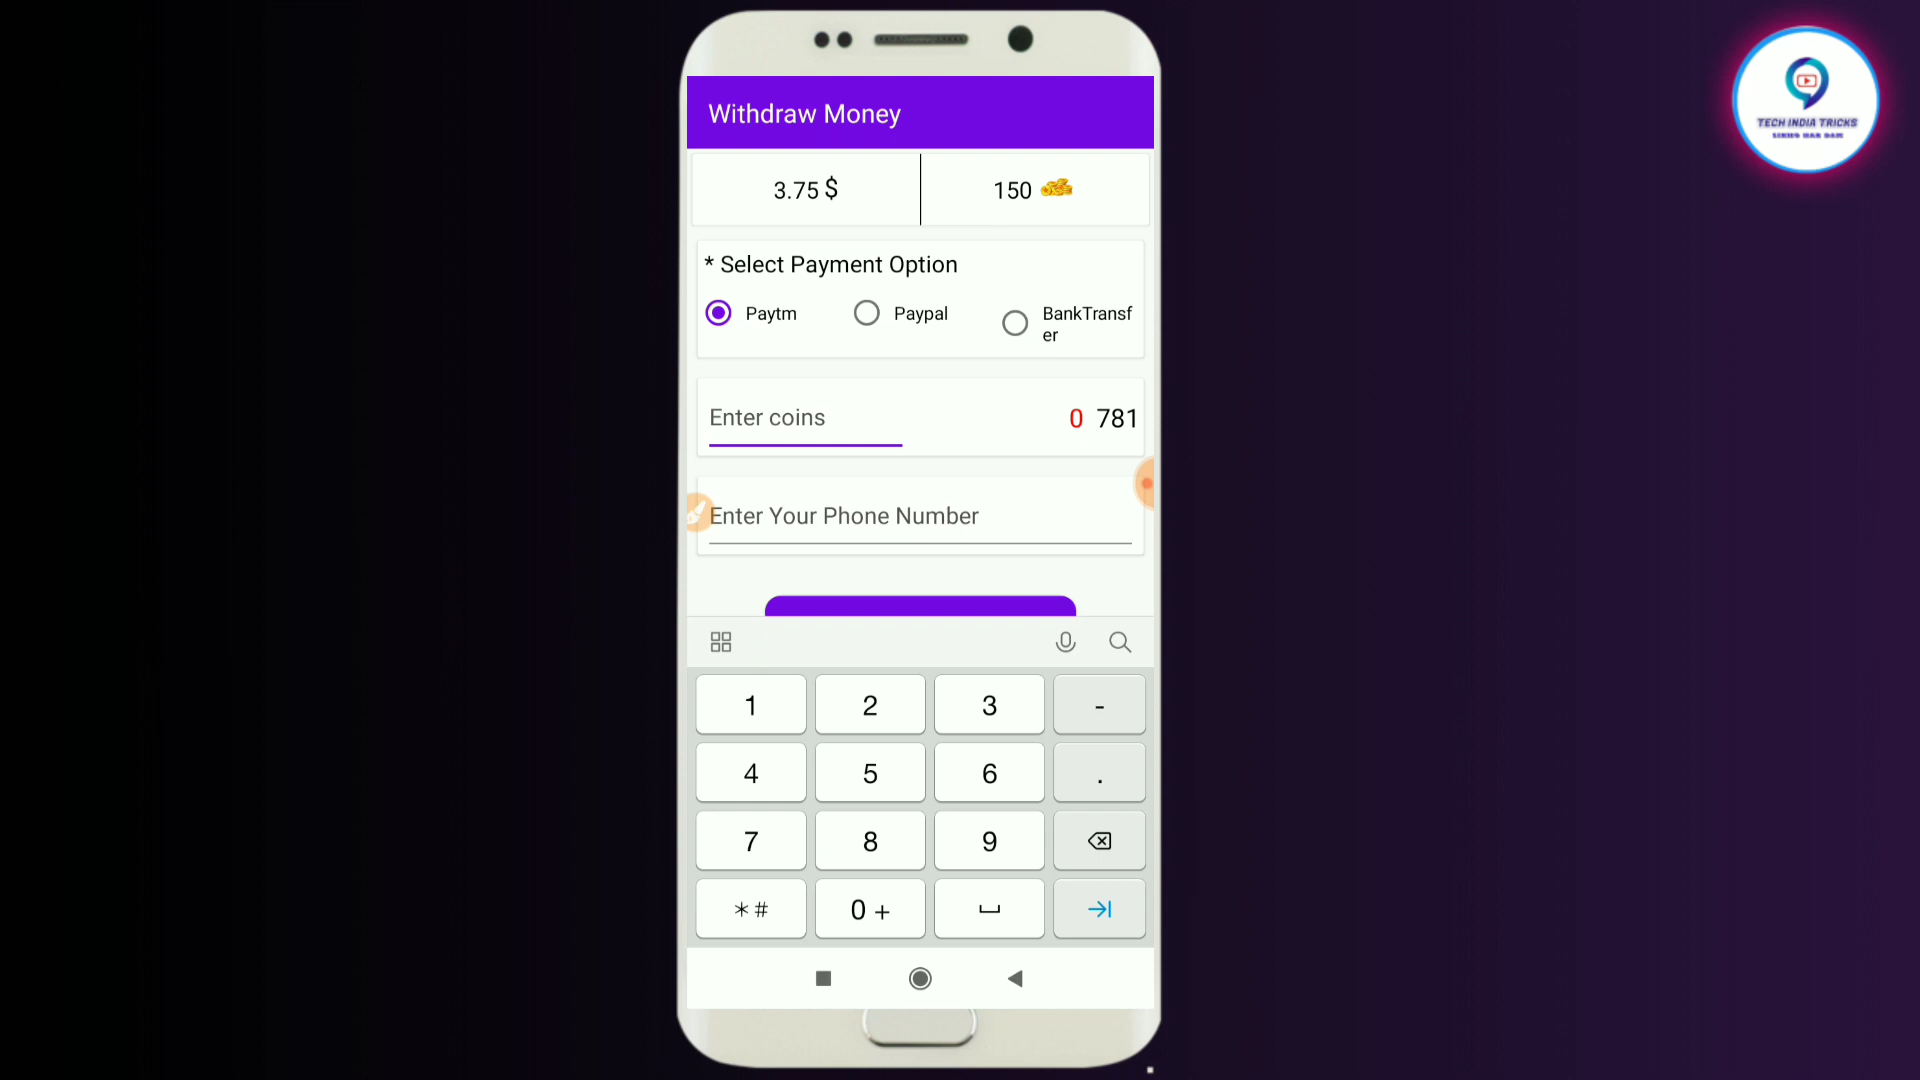 Withdraw Money
3.75 $
150
* Select Payment Option
Paytm
Paypal
BankTransf
er
Enter coins
0 781
Enter Your Phone Number
1 2 3 -
4 5 6 .
7 8 9
*# 0 +
TECH INDIA TRICKS